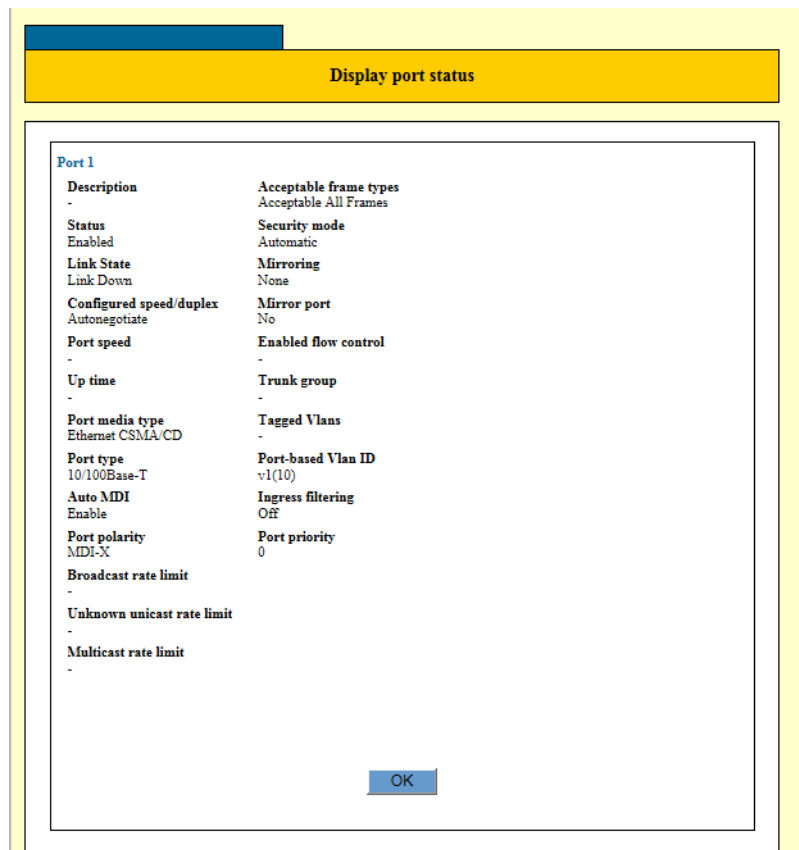 Display port status
Port 1
Description
-
Status
Enabled
Link State
Link Down
Configured speed/duplex
Autonegotiate
Port speed
-
Up time
-
Port media type
Ethernet CSMA/CD
Port type
10/100Base-T
Auto MDI
Enable
Port polarity
MDI-X
Broadcast rate limit
-
Unknown unicast rate limit
-
Multicast rate limit
-
Acceptable frame types
Acceptable All Frames
Security mode
Automatic
Mirroring
None
Mirror port
No
Enabled flow control
-
Trunk group
-
Tagged Vlans
-
Port-based Vlan ID
v1(10)
Ingress filtering
Off
Port priority
0
OK